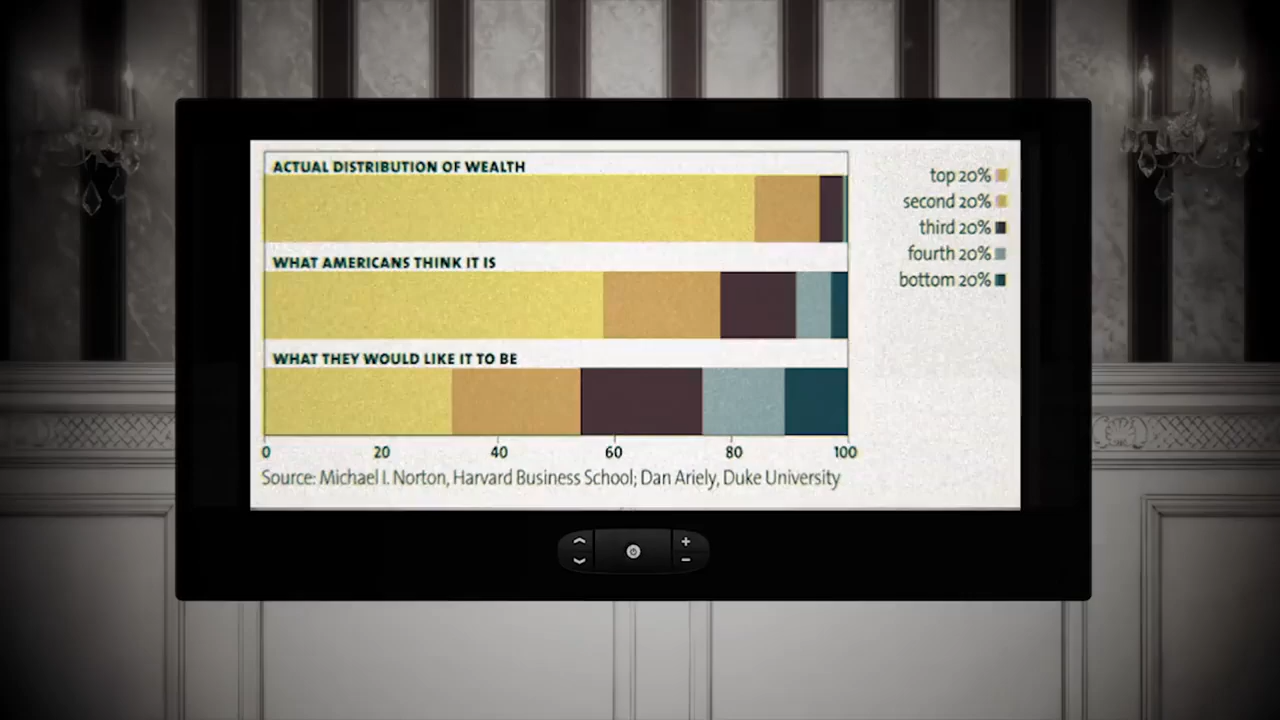 ACTUAL DISTRIBUTION OF WEALTH
top 20%
second 20%
third 20%
fourth 20%
bottom 20%
WHAT AMERICANS THINK IT IS
WHAT THEY WOULD LIKE IT TO BE
0 20 40 60 80 100
Source: Michael I. Norton, Harvard Business School; Dan Ariely, Duke University